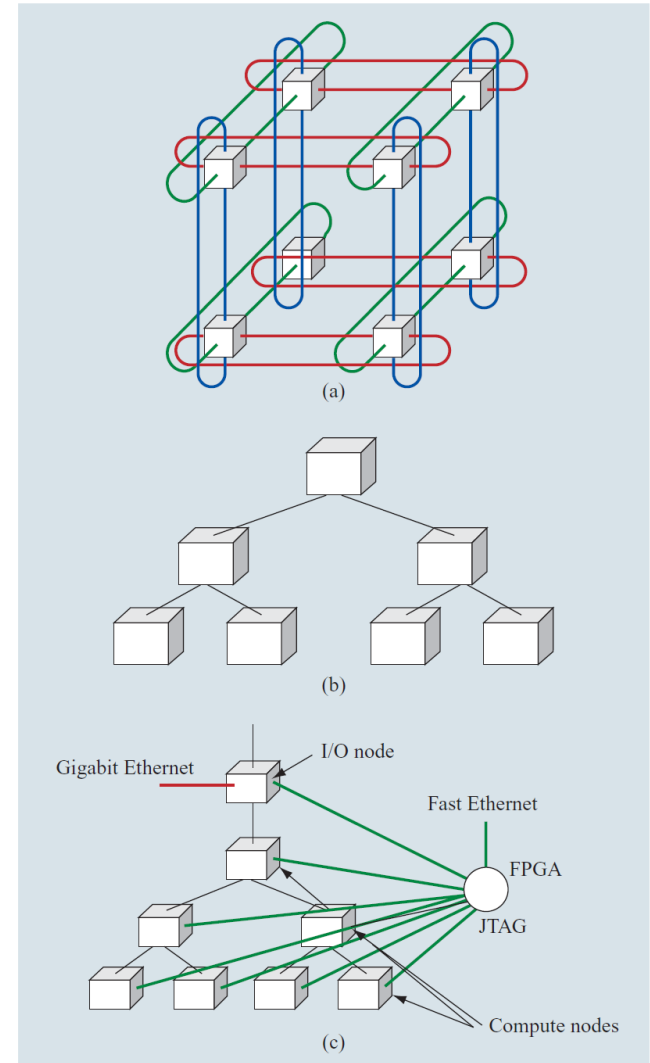 (a)
(b)
I/O node
Gigabit Ethernet
Fast Ethernet
FPGA
JTAG
Compute nodes
(c)